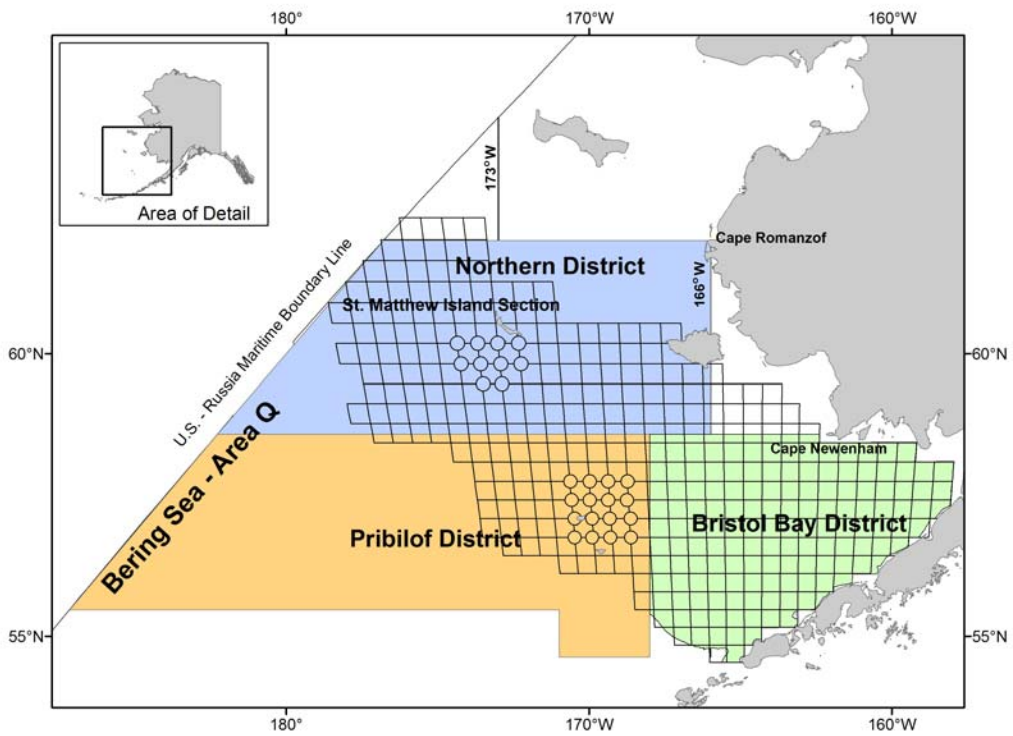 180°
170°W
160°W
Area of Detail
173°W
Cape Romanzof
Northern District
166°W
St. Matthew Island Section
U.S. - Russia Maritime Boundary Line
60°N
60°N
Bering Sea - Area Q
Cape Newenham
Bristol Bay District
Pribilof District
55°N
55°N
180°
170°W
160°W